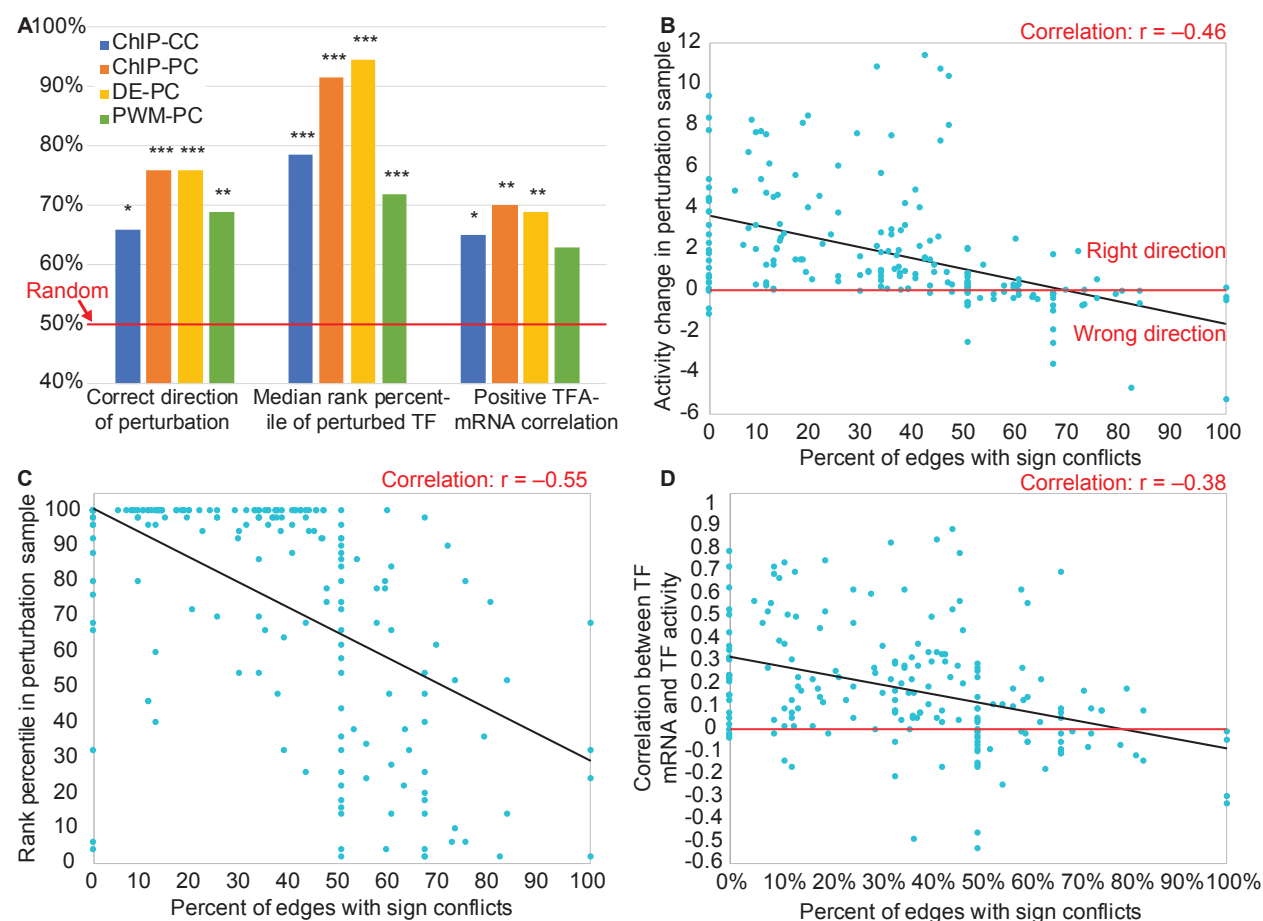 A
100%
90%
80%
70%
60%
50%
40%
ChIP-CC
ChIP-PC
DE-PC
PWM-PC
*
***
***
**
***
***
***
***
*
**
**
Random
Correct direction
of perturbation
Median rank percent-
ile of perturbed TF
Positive TFA-
mRNA correlation
B
Correlation: r = –0.46
Activity change in perturbation sample
12
10
8
6
4
2
0
-2
-4
-6
Right direction
Wrong direction
0 10 20 30 40 50 60 70 80 90 100
Percent of edges with sign conflicts
C
Correlation: r = –0.55
Rank percentile in perturbation sample
100
90
80
70
60
50
40
30
20
10
0
0 10 20 30 40 50 60 70 80 90 100
Percent of edges with sign conflicts
D
Correlation: r = –0.38
Correlation between TF
mRNA and TF activity
1
0.9
0.8
0.7
0.6
0.5
0.4
0.3
0.2
0.1
0
-0.1
-0.2
-0.3
-0.4
-0.5
-0.6
0% 10% 20% 30% 40% 50% 60% 70% 80% 90% 100%
Percent of edges with sign conflicts